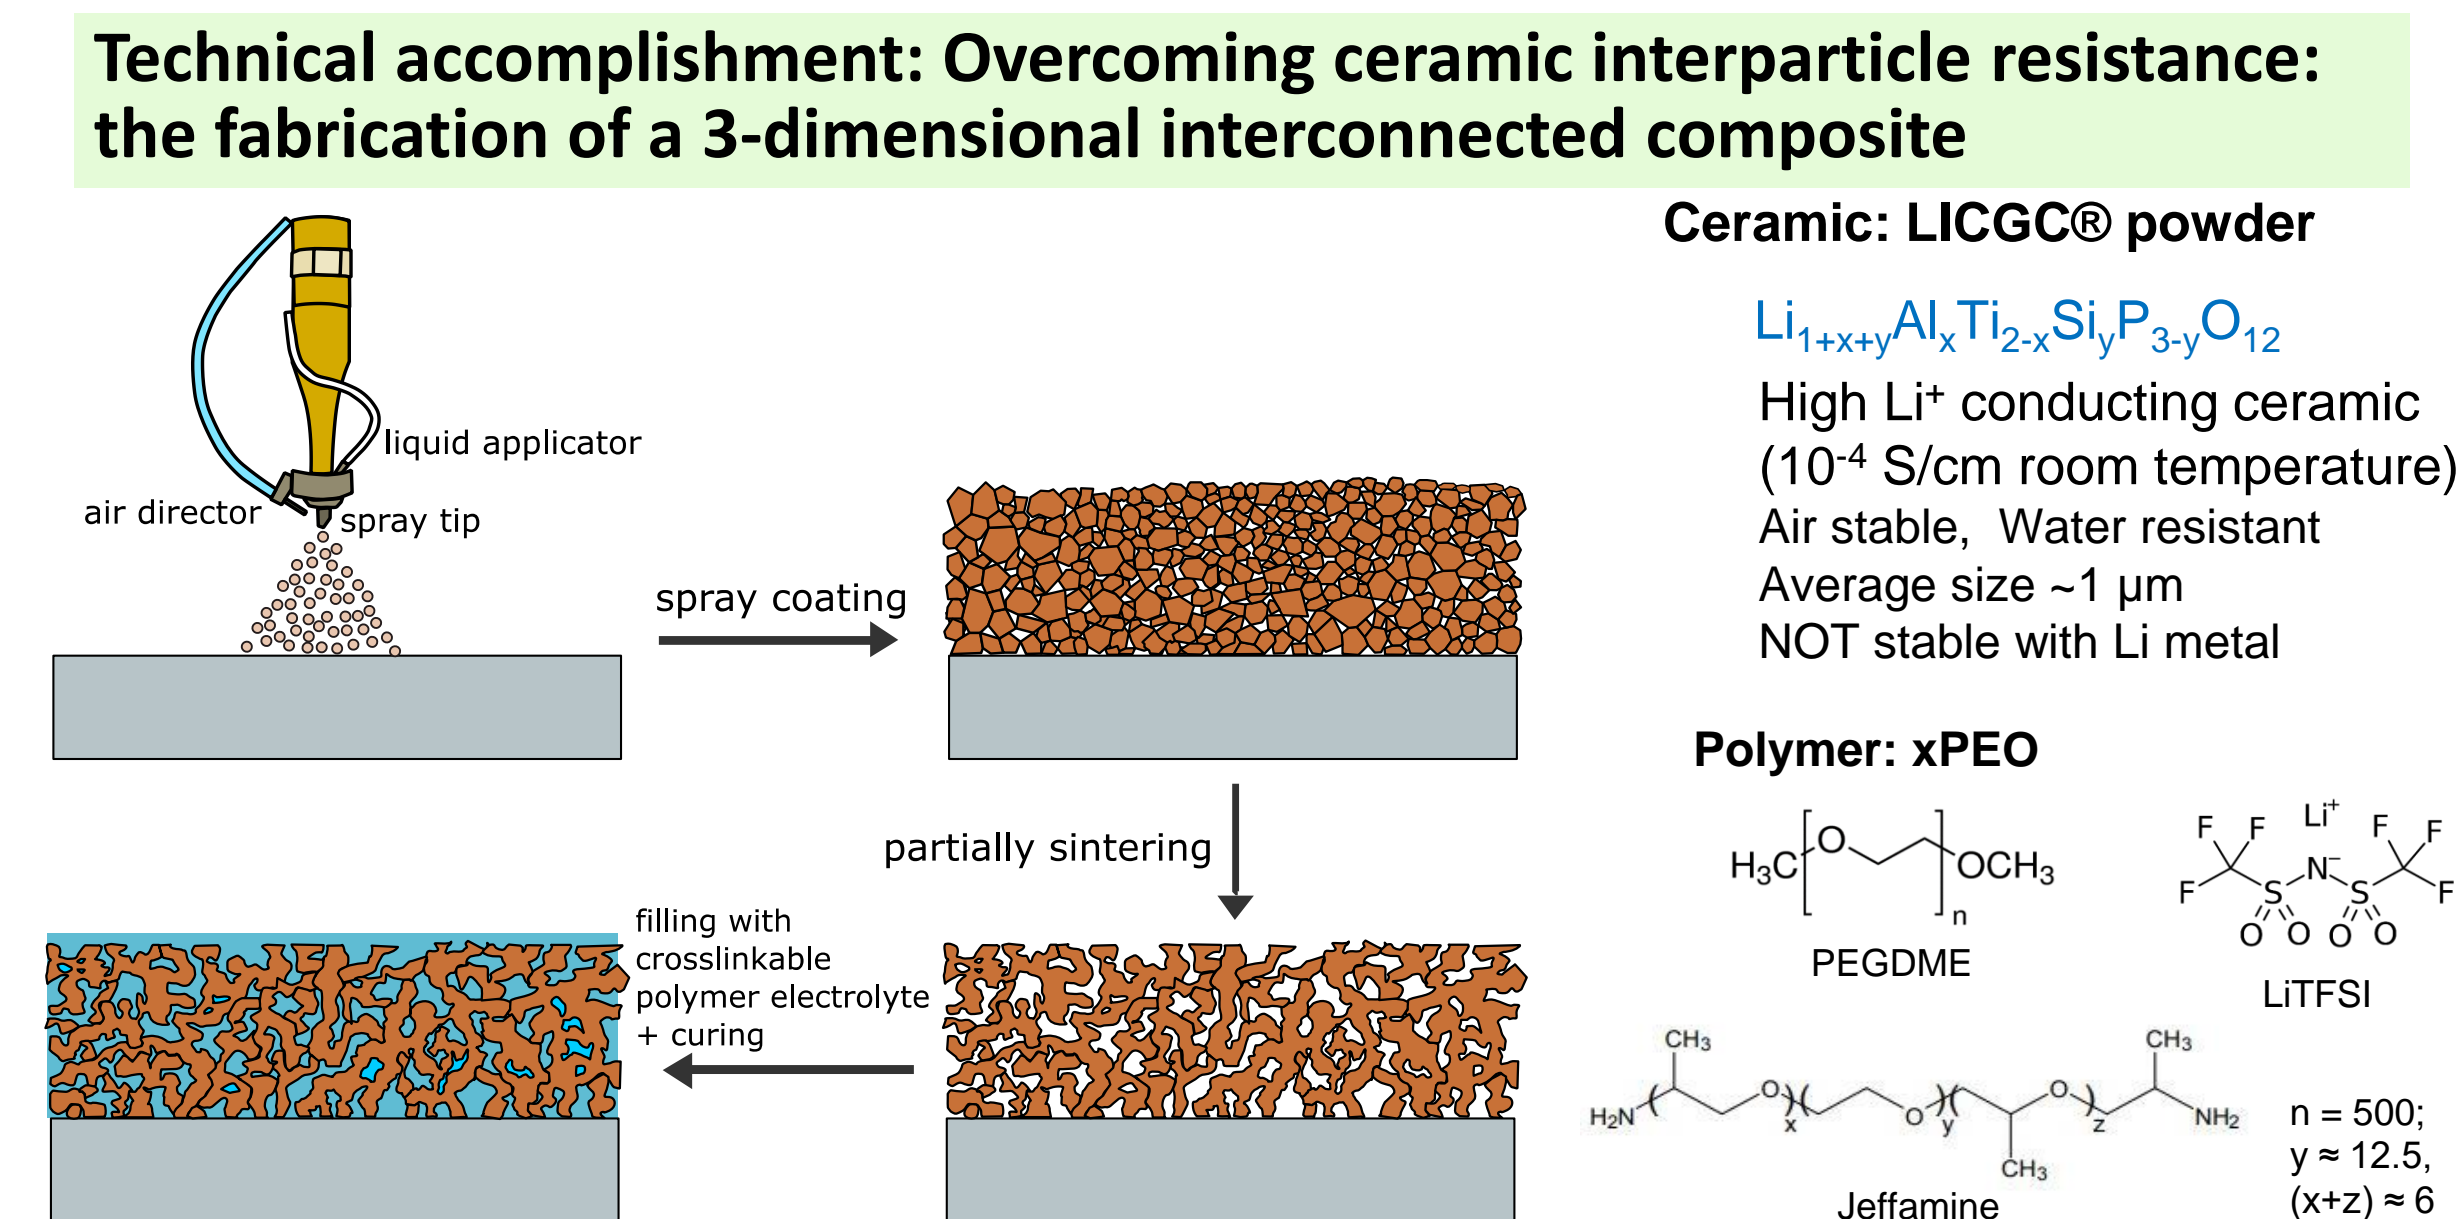 Technical accomplishment: Overcoming ceramic interparticle resistance:
the fabrication of a 3-dimensional interconnected composite
liquid applicator
air director
spray tip
spray coating
partially sintering
filling with
crosslinkable
polymer electrolyte
+ curing
Ceramic: LICGC® powder
Li1+x+yAlxTi2-xSiyP3-yO12
High Li+ conducting ceramic
(10-4 S/cm room temperature)
Air stable, Water resistant
Average size ~1 µm
NOT stable with Li metal
Polymer: xPEO
H3C O n OCH3
PEGDME
F F Li+ F F
F S N− S F
O O O O
LiTFSI
CH3 CH3
H2N ( O )x ( O )y ( O )z NH2
CH3
Jeffamine
n = 500;
y ≈ 12.5,
(x+z) ≈ 6